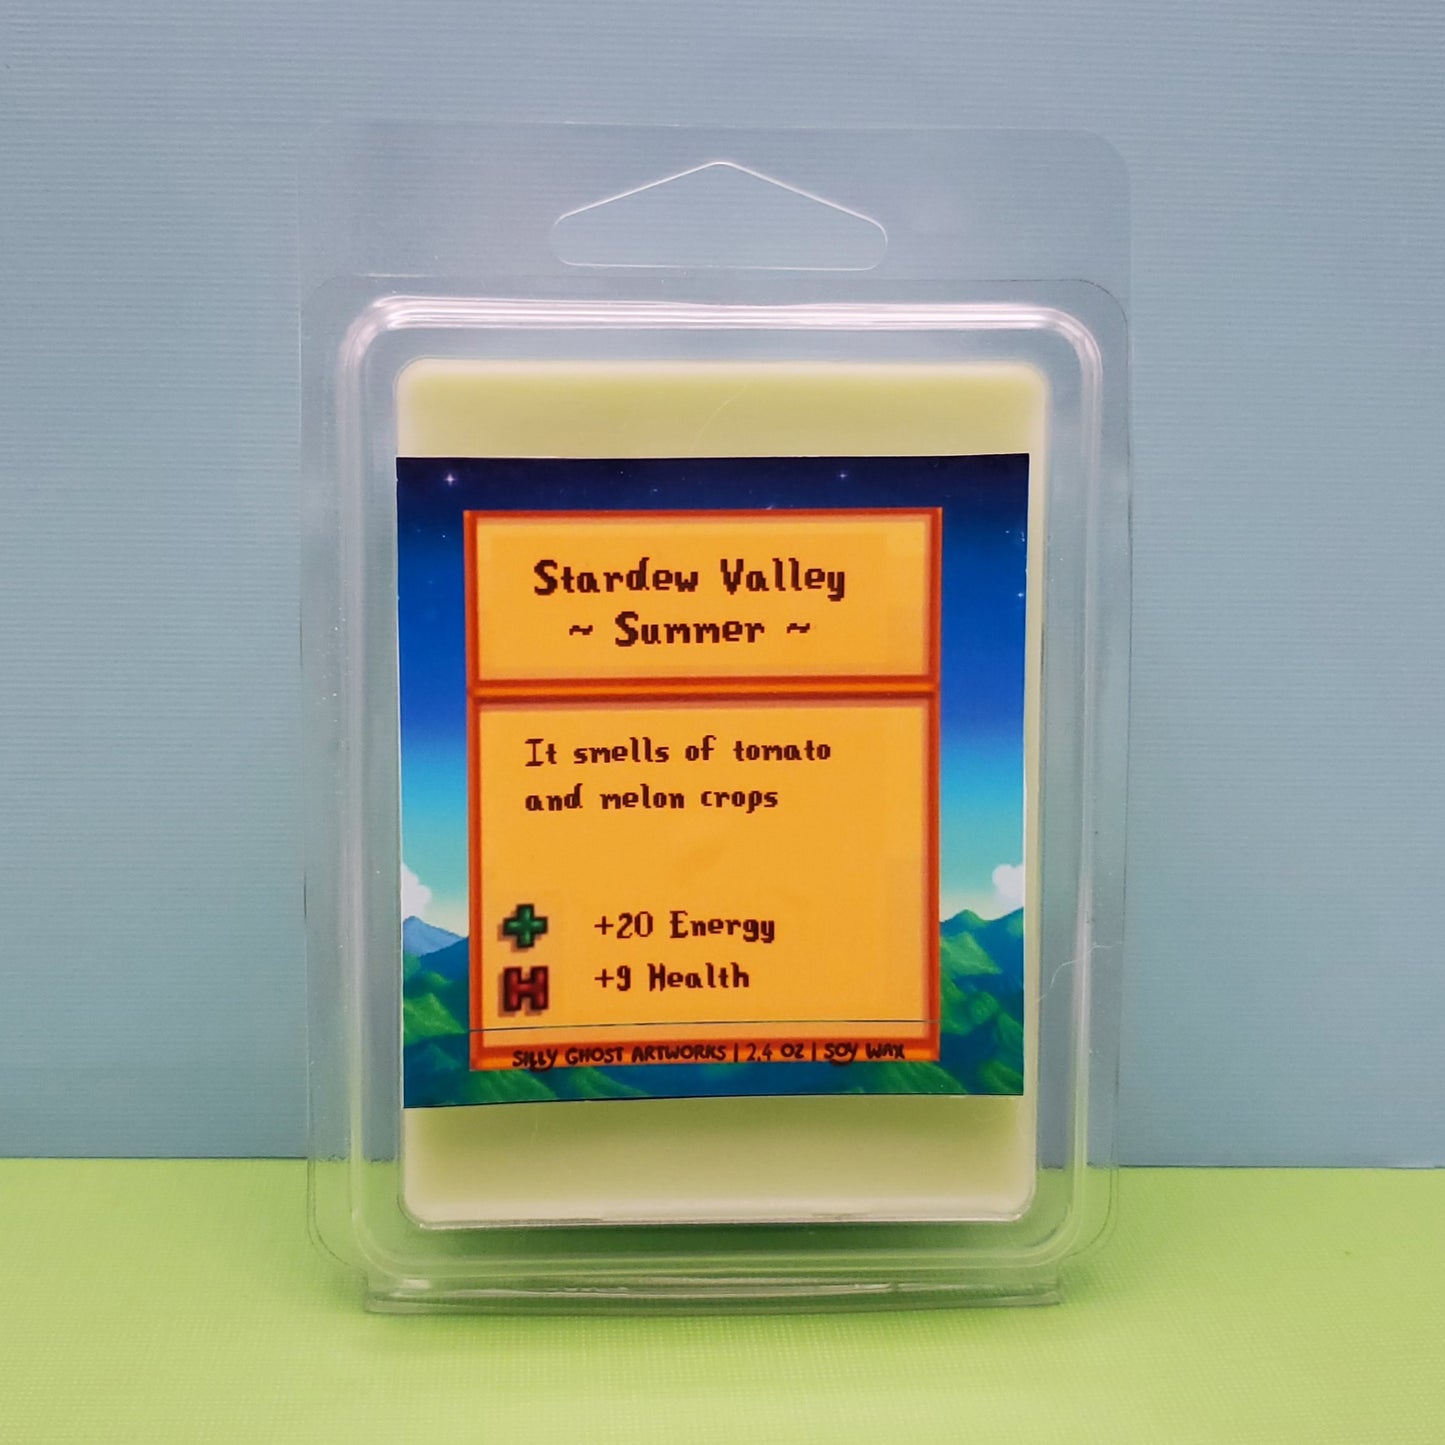 Stardew Valley
~ Summer ~
It smells of tomato
and melon crops
+20 Energy
H +9 Health
SILLY GHOST ARTWORKS | 2.4 OZ | SOY WAX